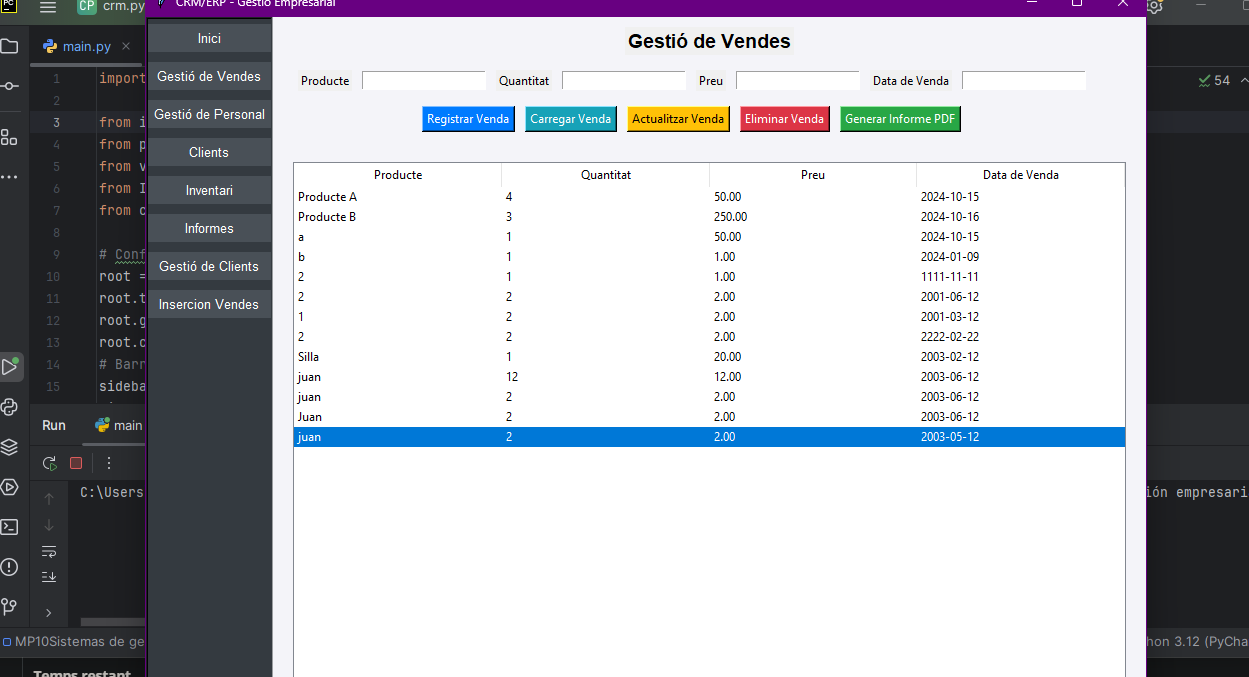 PC
CP crm.py
CRM/ERP - Gestió Empresarial
main.py
54
1 import
2
3 from i
4 from p
5 from v
6 from I
7 from c
8
9 # Conf
10 root =
11 root.t
12 root.g
13 root.c
14 # Barr
15 sideba
Run
main
C:\Users
MP10Sistemas de ge
Temps restant
Inici
Gestió de Vendes
Gestió de Personal
Clients
Inventari
Informes
Gestió de Clients
Insercion Vendes
Gestió de Vendes
Producte Quantitat Preu Data de Venda
Registrar Venda Carregar Venda Actualitzar Venda Eliminar Venda Generar Informe PDF
Producte Quantitat Preu Data de Venda
Producte A 4 50.00 2024-10-15
Producte B 3 250.00 2024-10-16
a 1 50.00 2024-10-15
b 1 1.00 2024-01-09
2 1 1.00 1111-11-11
2 2 2.00 2001-06-12
1 2 2.00 2001-03-12
2 2 2.00 2222-02-22
Silla 1 20.00 2003-02-12
juan 12 12.00 2003-06-12
juan 2 2.00 2003-06-12
Juan 2 2.00 2003-06-12
juan 2 2.00 2003-05-12
ión empresari
hon 3.12 (PyCha